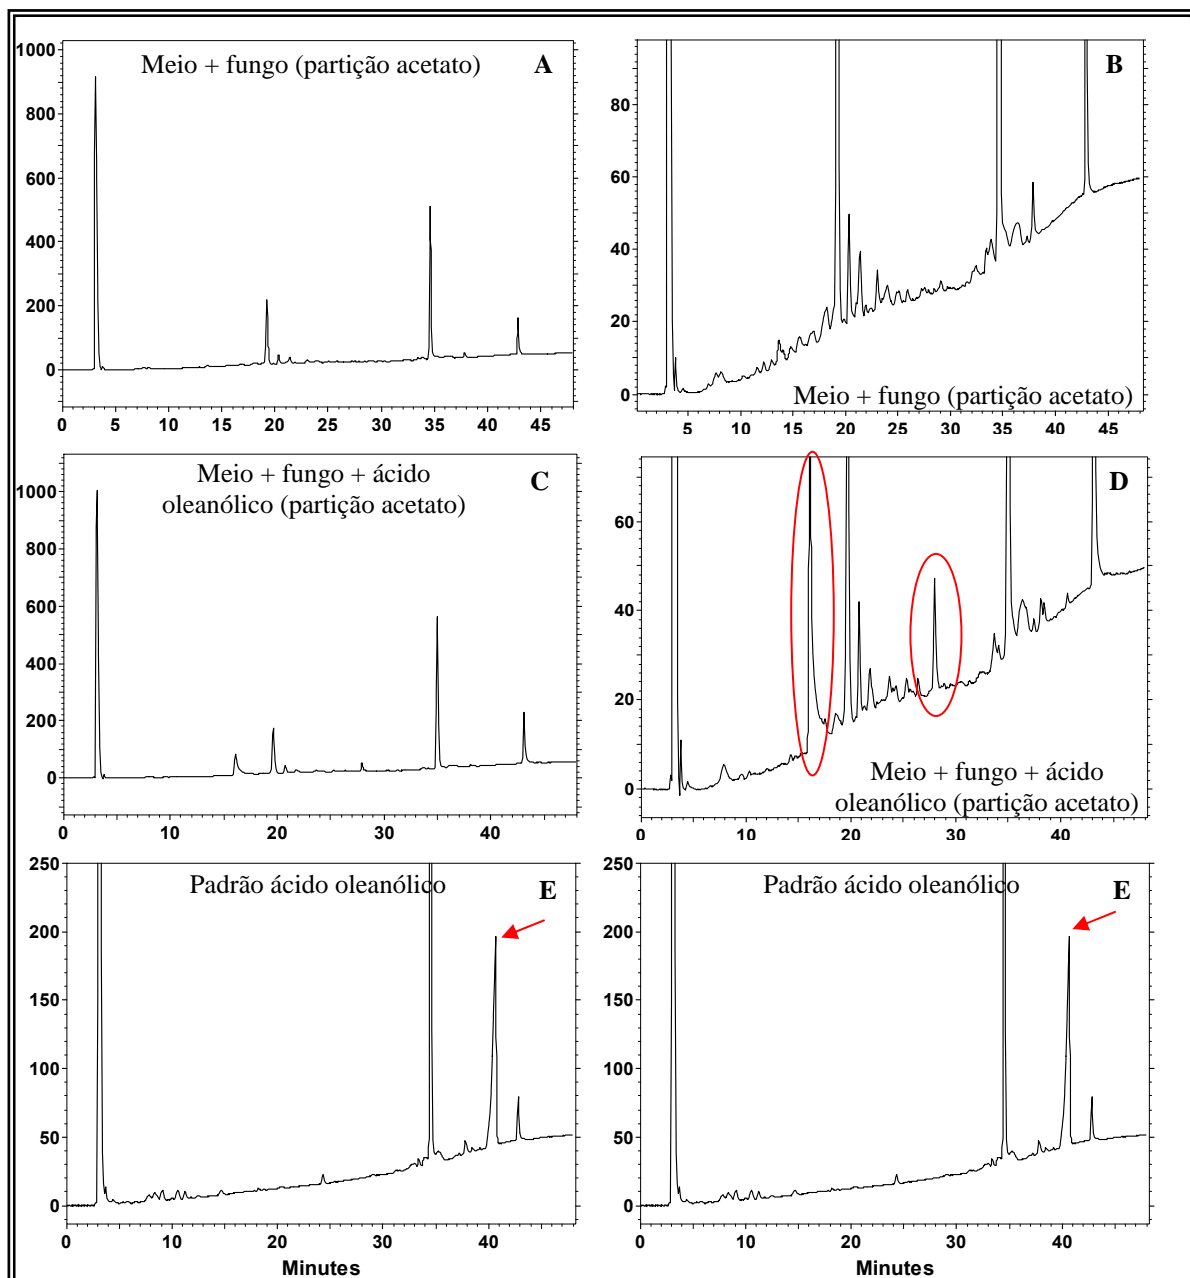 1000
800
600
400
200
0
Meio + fungo (partição acetato)
A
0 5 10 15 20 25 30 35 40 45
80
60
40
20
0
B
Meio + fungo (partição acetato)
5 10 15 20 25 30 35 40 45
1000
800
600
400
200
0
Meio + fungo + ácido
oleanólico (partição acetato)
C
0 10 20 30 40
60
40
20
0
D
Meio + fungo + ácido
oleanólico (partição acetato)
0 10 20 30 40
250
200
150
100
50
0
Padrão ácido oleanólico
E
0 10 20 30 40
Minutes
250
200
150
100
50
0
Padrão ácido oleanólico
E
0 10 20 30 40
Minutes